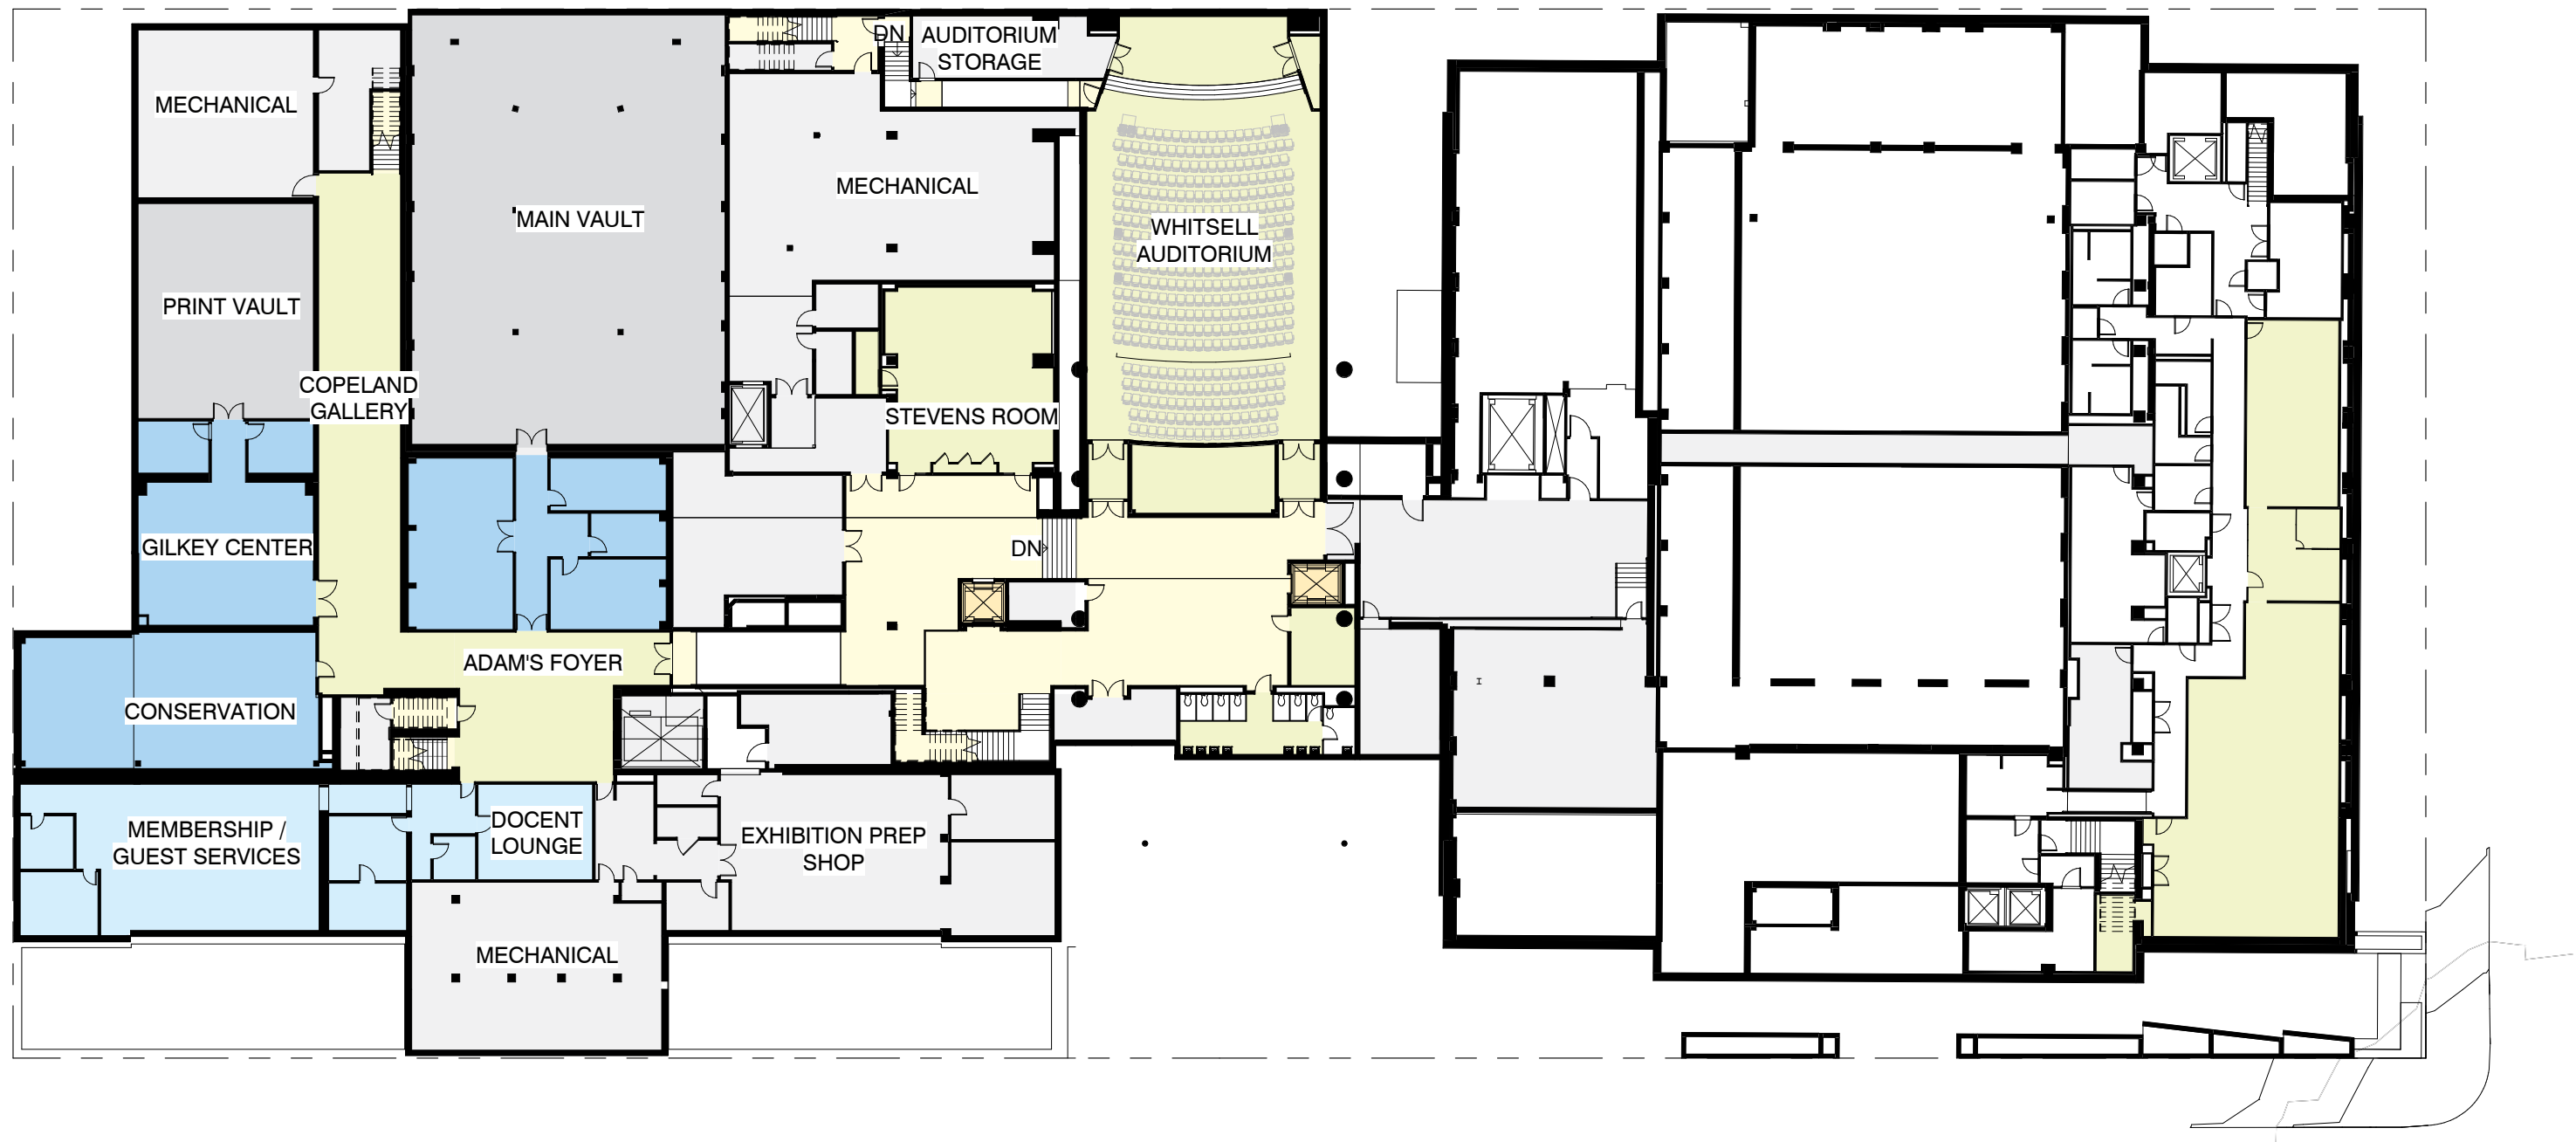 DN
AUDITORIUM
STORAGE
MECHANICAL
MECHANICAL
MAIN VAULT
WHITSELL
AUDITORIUM
PRINT VAULT
COPELAND
GALLERY
STEVENS ROOM
GILKEY CENTER
DN
ADAM'S FOYER
CONSERVATION
MEMBERSHIP /
GUEST SERVICES
DOCENT
LOUNGE
EXHIBITION PREP
SHOP
MECHANICAL